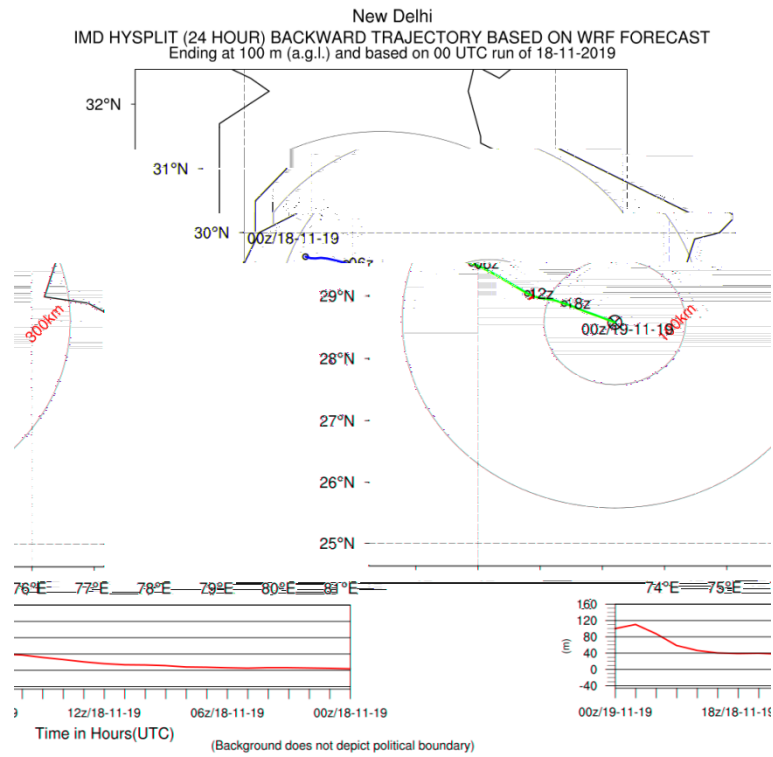 New Delhi
IMD HYSPLIT (24 HOUR) BACKWARD TRAJECTORY BASED ON WRF FORECAST
Ending at 100 m (a.g.l.) and based on 00 UTC run of 18-11-2019
32°N
31°N
30°N
00z/18-11-19
06z
06z
29°N
12z
18z
300km
100km
00z/19-11-19
28°N
27°N
26°N
25°N
76°E 77°E 78°E 79°E 80°E 81°E 74°E 75°E
160
120
80
40
0
-40
(m)
12z/18-11-19 06z/18-11-19 00z/18-11-19 00z/19-11-19 18z/18-11-19
Time in Hours(UTC)
(Background does not depict political boundary)